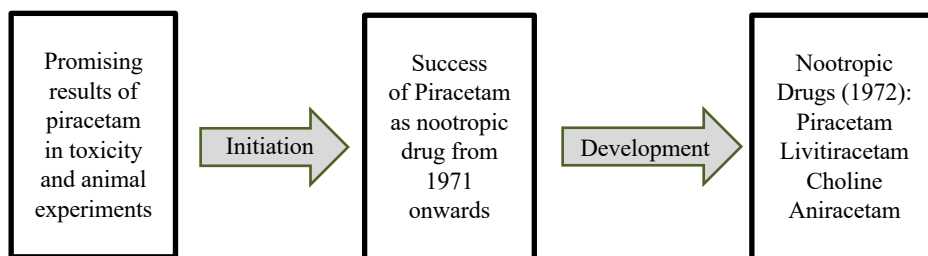 Promising
results of
piracetam
in toxicity
and animal
experiments
Initiation
Success
of Piracetam
as nootropic
drug from
1971
onwards
Development
Nootropic
Drugs (1972):
Piracetam
Livitiracetam
Choline
Aniracetam